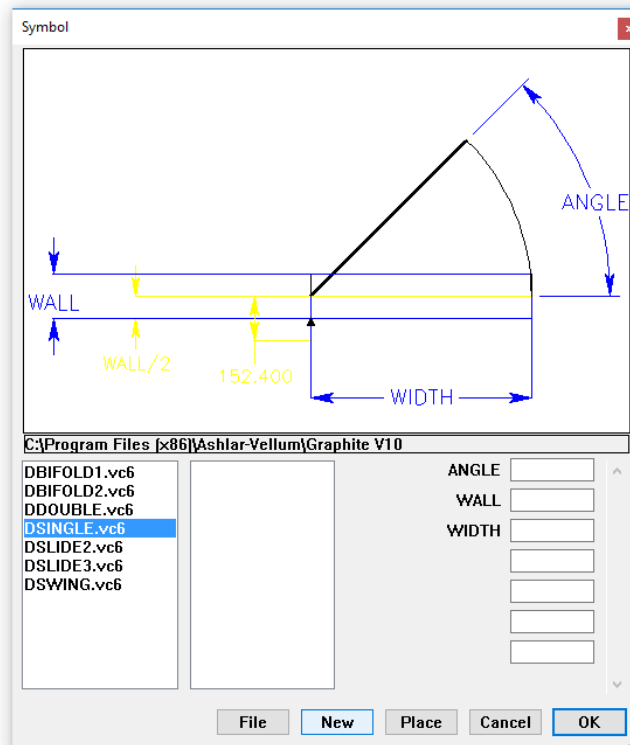 Symbol
x
ANGLE
WALL
WALL/2
152.400
WIDTH
C:\Program Files (x86)\Ashlar-Vellum\Graphite V10
DBIFOLD1.vc6
DBIFOLD2.vc6
DDOUBLE.vc6
DSINGLE.vc6
DSLIDE2.vc6
DSLIDE3.vc6
DSWING.vc6
ANGLE
WALL
WIDTH
File New Place Cancel OK